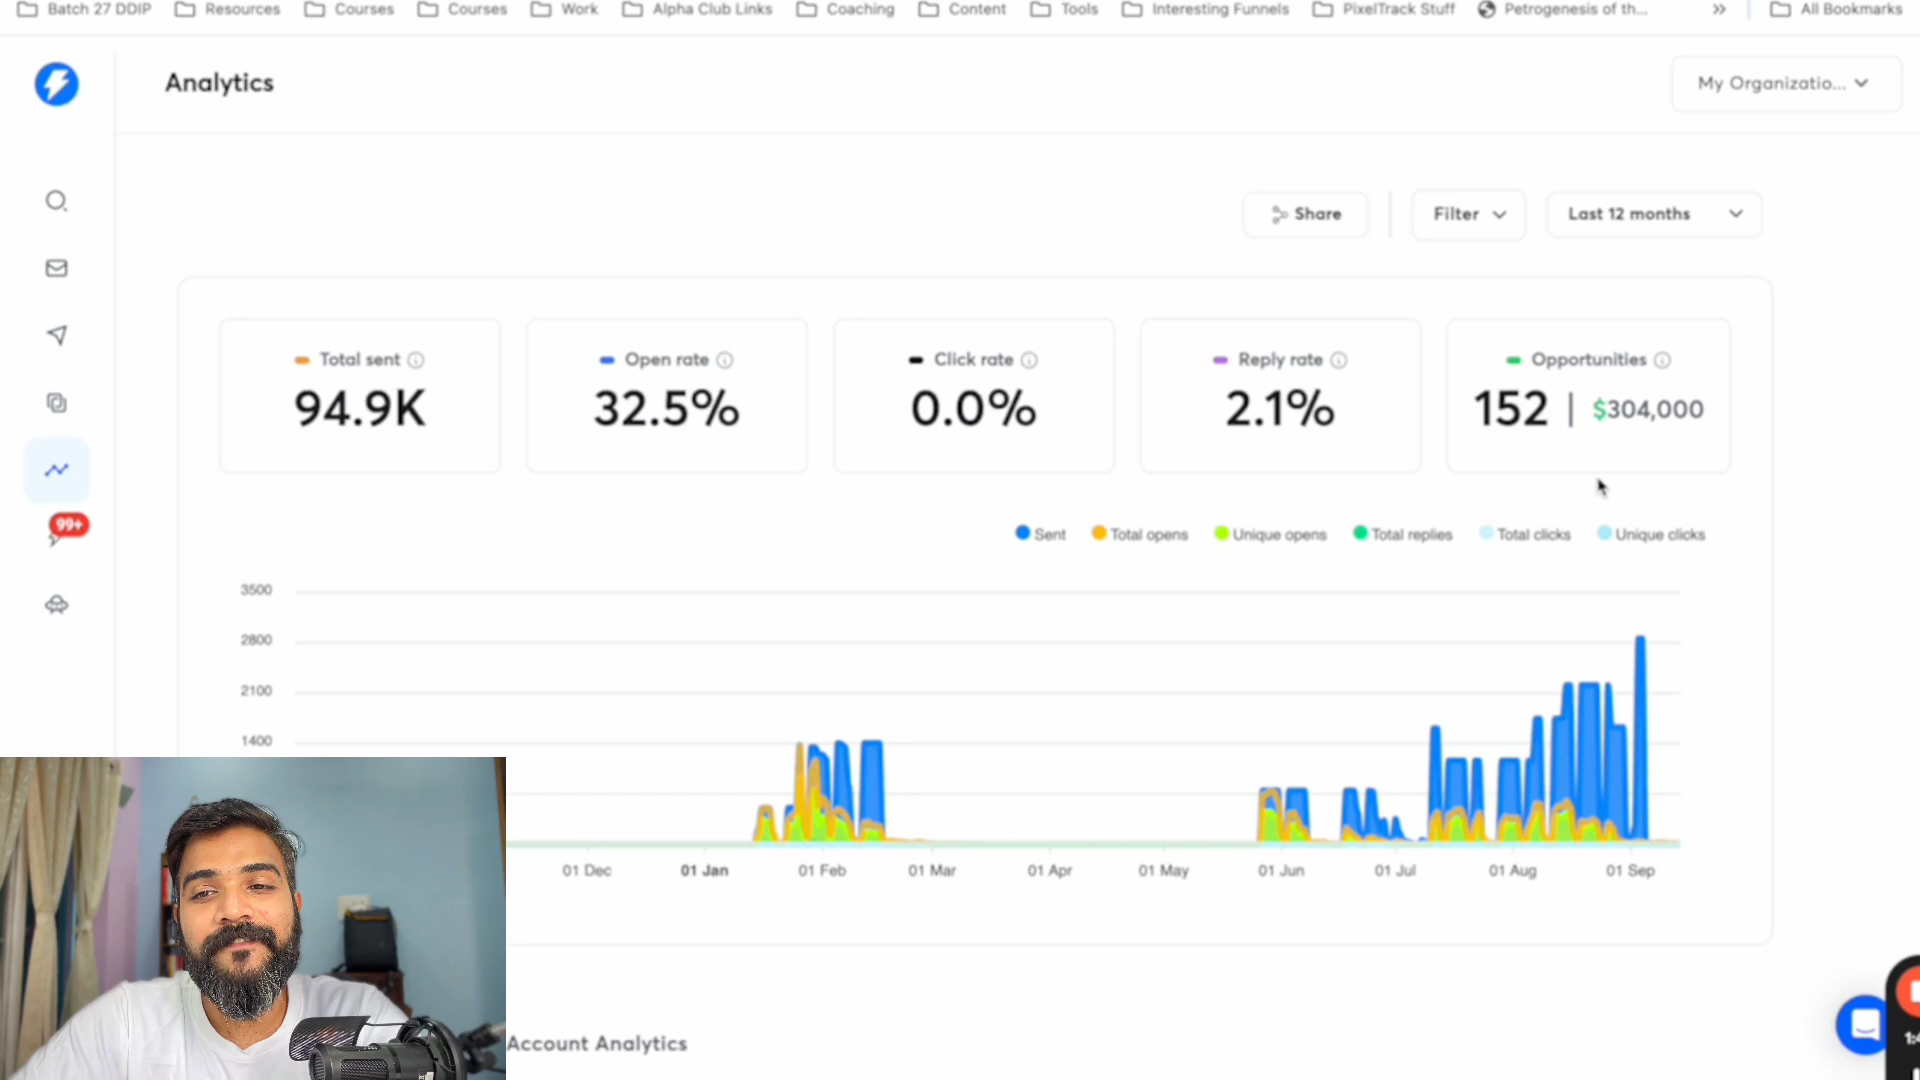 Batch 27 DDIP Resources Courses Courses Work Alpha Club Links Coaching Content Tools Interesting Funnels PixelTrack Stuff Petrogenesis of th... » All Bookmarks
Analytics
My Organizatio...
Share Filter Last 12 months
Total sent Open rate Click rate Reply rate Opportunities
94.9K 32.5% 0.0% 2.1% 152 | $304,000
Sent Total opens Unique opens Total replies Total clicks Unique clicks
99+
3500
2800
2100
1400
01 Dec 01 Jan 01 Feb 01 Mar 01 Apr 01 May 01 Jun 01 Jul 01 Aug 01 Sep
Account Analytics